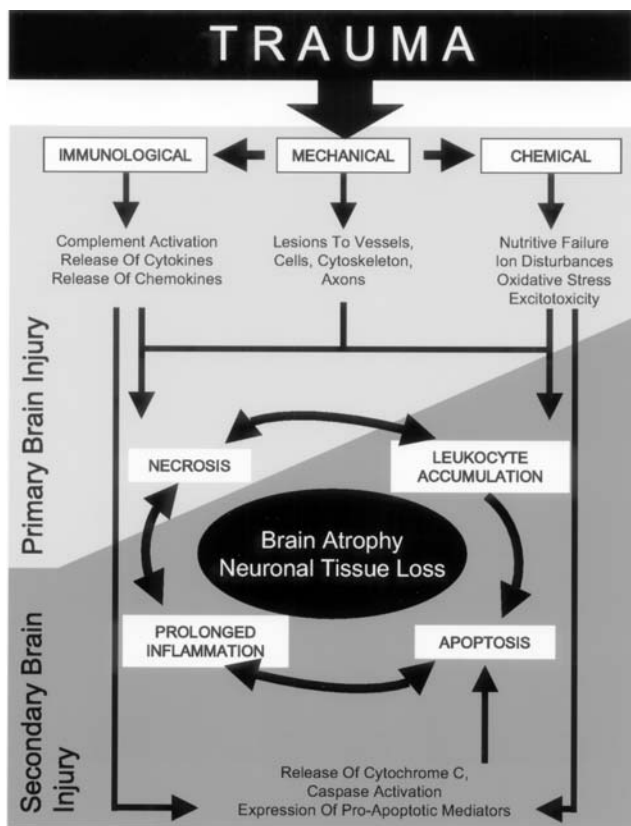 TRAUMA
IMMUNOLOGICAL
MECHANICAL
CHEMICAL
Complement Activation
Release Of Cytokines
Release Of Chemokines
Lesions To Vessels,
Cells, Cytoskeleton,
Axons
Nutritive Failure
Ion Disturbances
Oxidative Stress
Excitotoxicity
Primary Brain Injury
NECROSIS
LEUKOCYTE
ACCUMULATION
Brain Atrophy
Neuronal Tissue Loss
PROLONGED
INFLAMMATION
APOPTOSIS
Secondary Brain
Injury
Release Of Cytochrome C,
Caspase Activation
Expression Of Pro-Apoptotic Mediators